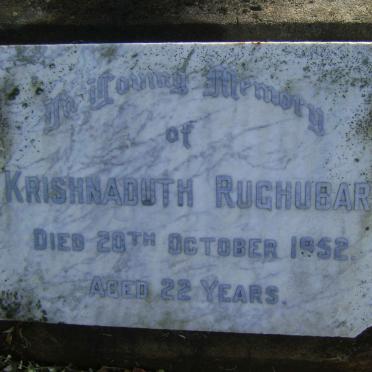 In Loving Memory
of
KRISHNADUTH RUGHUBAR
DIED 20TH OCTOBER 1952.
AGED 22 YEARS.